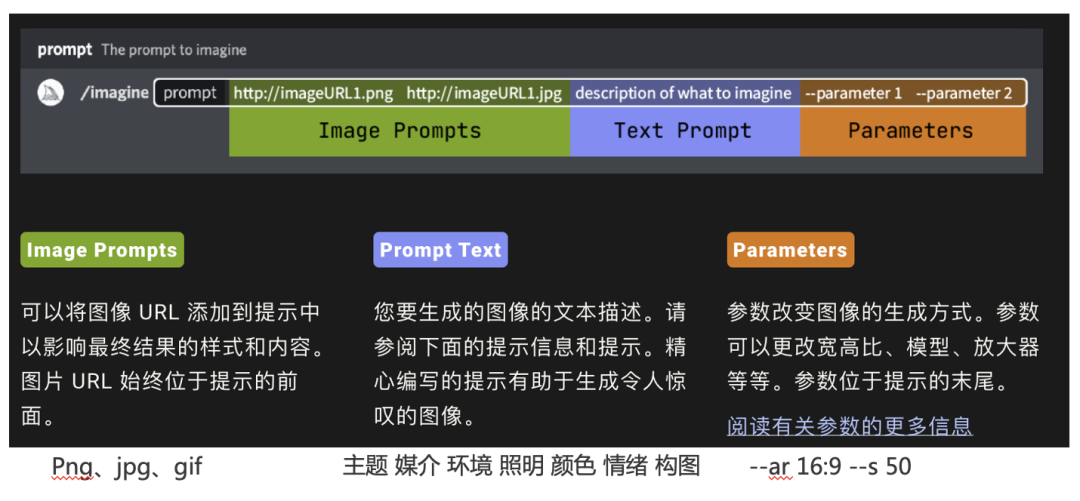 prompt The prompt to imagine
/imagine prompt http://imageURL1.png http://imageURL1.jpg description of what to imagine --parameter 1 --parameter 2
Image Prompts Text Prompt Parameters
Image Prompts
可以将图像 URL 添加到提示中
以影响最终结果的样式和内容。
图片 URL 始终位于提示的前
面。
Prompt Text
您要生成的图像的文本描述。请
参阅下面的提示信息和提示。精
心编写的提示有助于生成令人惊
叹的图像。
Parameters
参数改变图像的生成方式。参数
可以更改宽高比、模型、放大器
等等。参数位于提示的末尾。
阅读有关参数的更多信息
Png、jpg、gif
主题 媒介 环境 照明 颜色 情绪 构图
--ar 16:9 --s 50